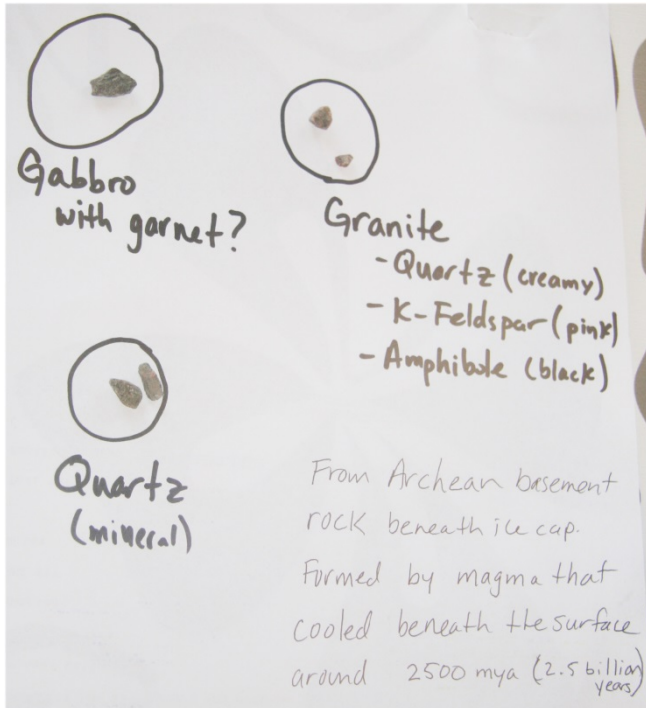 Gabbro
with garnet?
Granite
- Quartz (creamy)
- K-Feldspar (pink)
- Amphibole (black)
Quartz
(mineral)
From Archean basement
rock beneath ice cap.
Formed by magma that
cooled beneath the surface
around 2500 mya (2.5 billion
years)